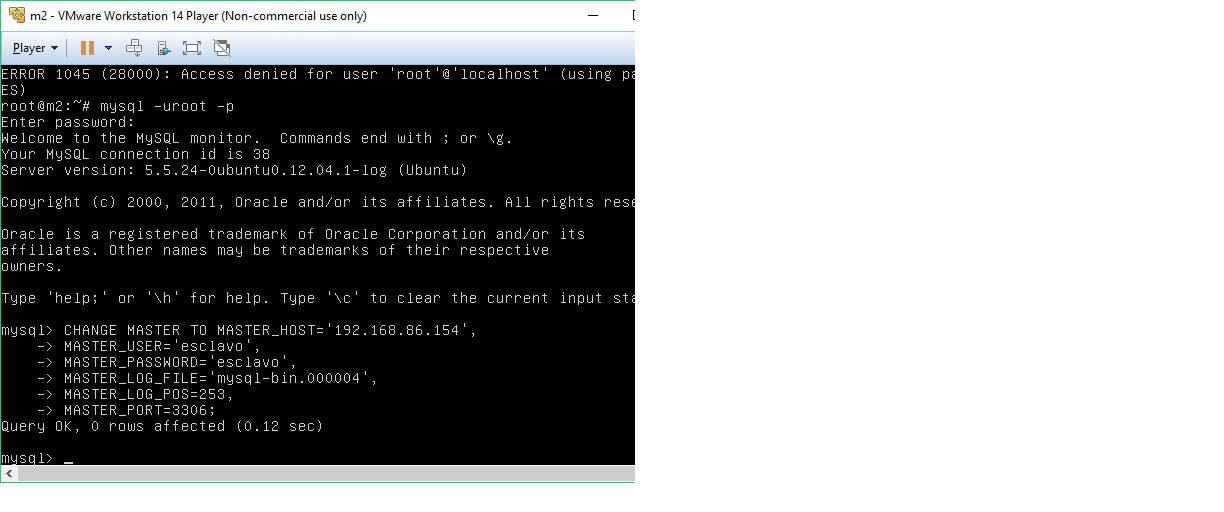 m2 - VMware Workstation 14 Player (Non-commercial use only)
Player
ERROR 1045 (28000): Access denied for user 'root'@'localhost' (using pa
ES)
root@m2:~# mysql -uroot -p
Enter password:
Welcome to the MySQL monitor.  Commands end with ; or \g.
Your MySQL connection id is 38
Server version: 5.5.24-0ubuntu0.12.04.1-log (Ubuntu)
Copyright (c) 2000, 2011, Oracle and/or its affiliates. All rights rese
Oracle is a registered trademark of Oracle Corporation and/or its
affiliates. Other names may be trademarks of their respective
owners.
Type 'help;' or '\h' for help. Type '\c' to clear the current input sta
mysql> CHANGE MASTER TO MASTER_HOST='192.168.86.154',
    -> MASTER_USER='esclavo',
    -> MASTER_PASSWORD='esclavo',
    -> MASTER_LOG_FILE='mysql-bin.000004',
    -> MASTER_LOG_POS=253,
    -> MASTER_PORT=3306;
Query OK, 0 rows affected (0.12 sec)
mysql> _